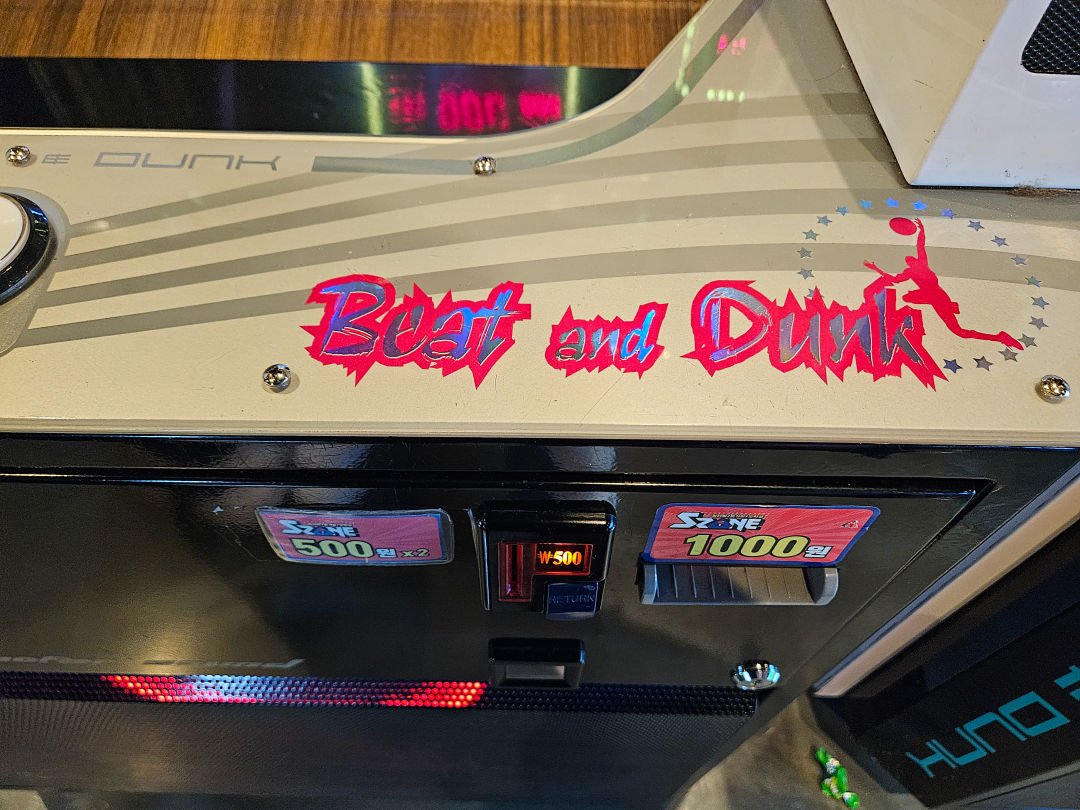 DUNK
Beat and Dunk
SZONE
500원 x2
₩500
RETURN
SZONE
1000원
DUNK